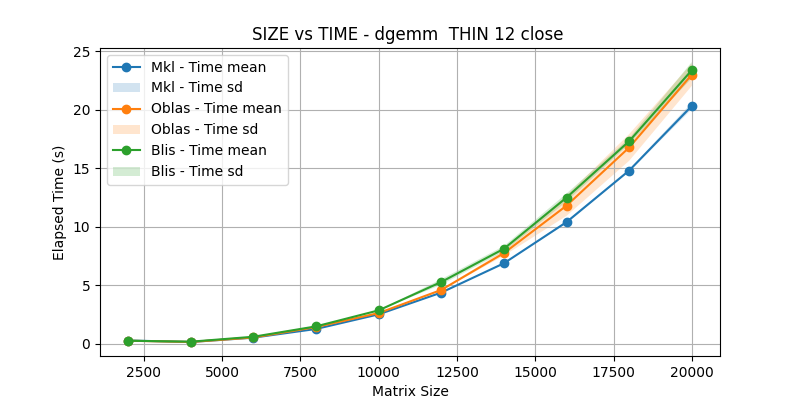 SIZE vs TIME - dgemm  THIN 12 close
25
20
15
10
5
0
Elapsed Time (s)
Mkl - Time mean
Mkl - Time sd
Oblas - Time mean
Oblas - Time sd
Blis - Time mean
Blis - Time sd
2500 5000 7500 10000 12500 15000 17500 20000
Matrix Size